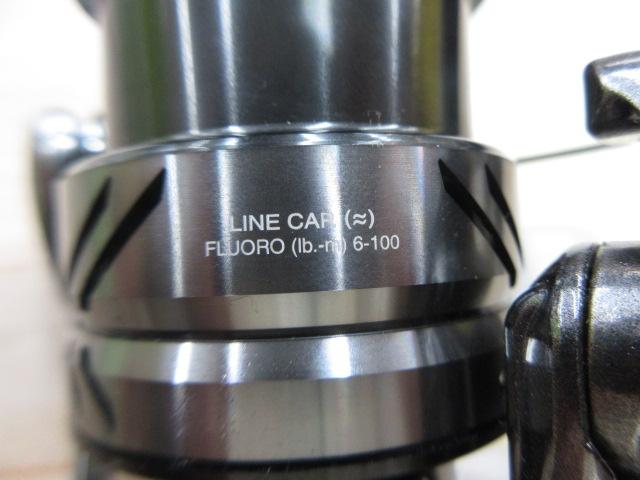 LINE CAP. (≈)
FLUORO (lb.-m) 6-100